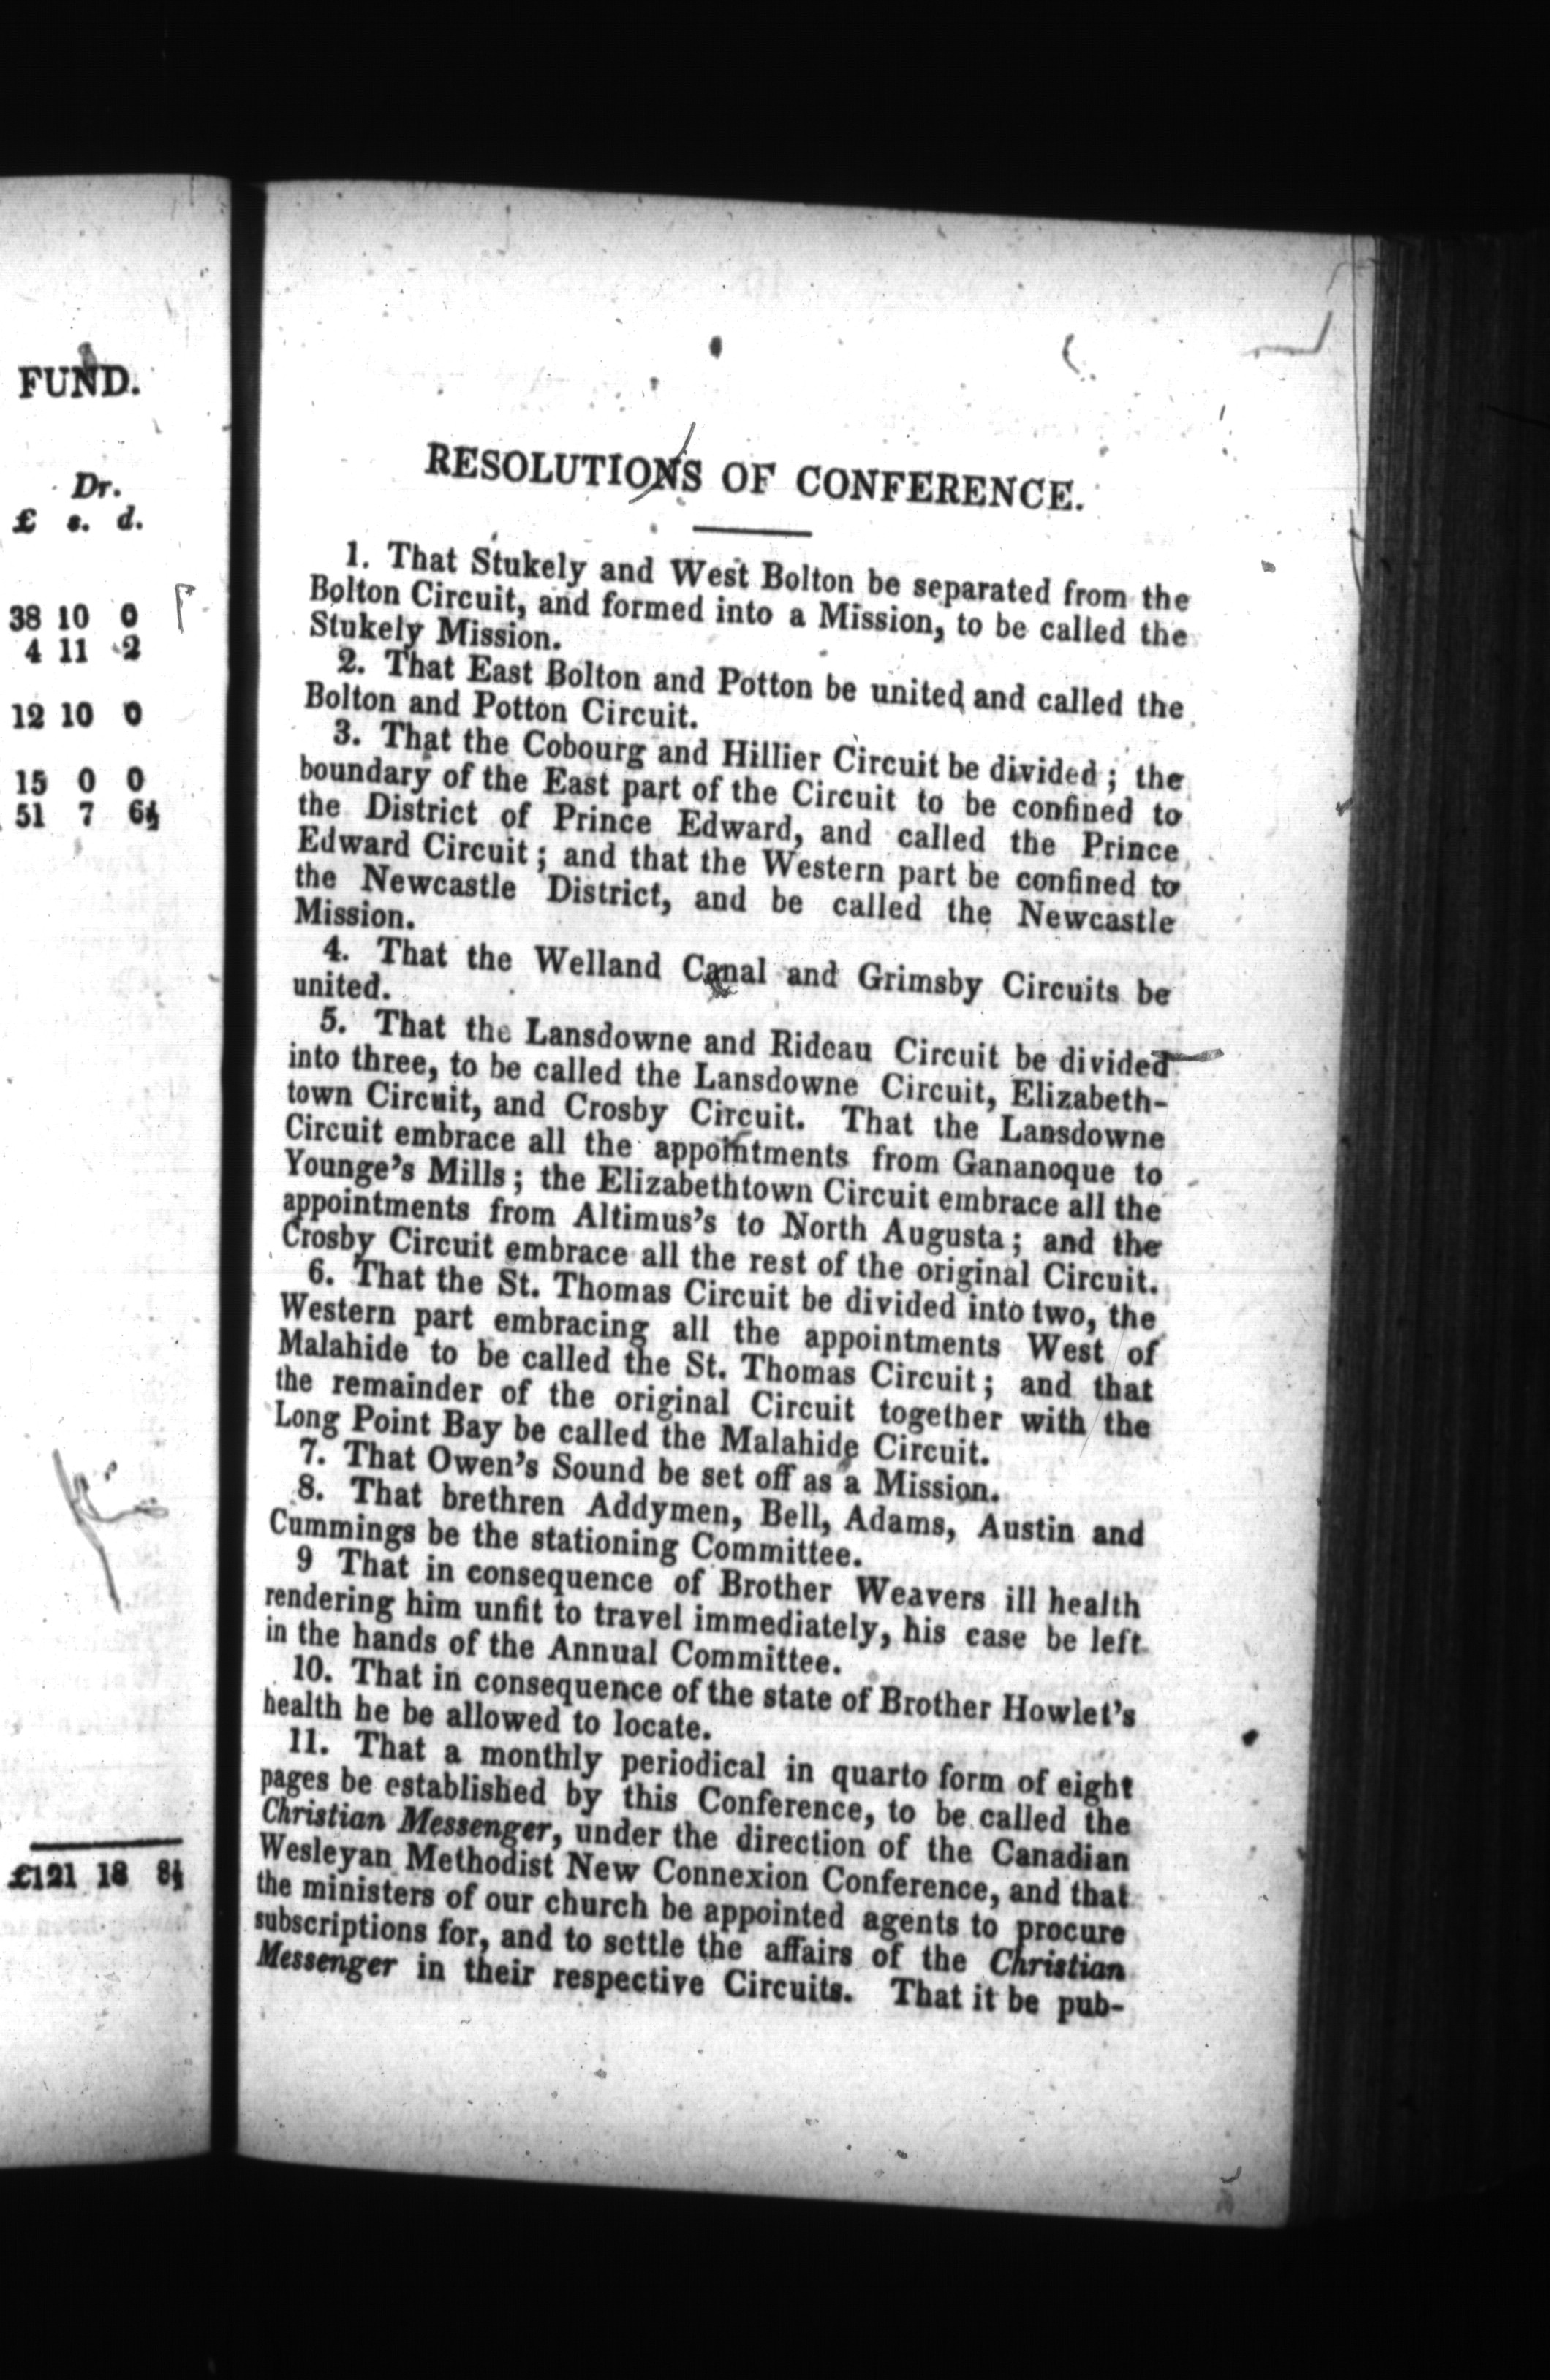 FUND.
Dr.
£ s. d.
38 10 0
4 11 2
12 10 0
15 0 0
51 7 6½
£121 18 8½
RESOLUTIONS OF CONFERENCE.
1. That Stukely and West Bolton be separated from the
Bolton Circuit, and formed into a Mission, to be called the
Stukely Mission.
2. That East Bolton and Potton be united and called the
Bolton and Potton Circuit.
3. That the Cobourg and Hillier Circuit be divided; the
boundary of the East part of the Circuit to be confined to
the District of Prince Edward, and called the Prince
Edward Circuit; and that the Western part be confined to
the Newcastle District, and be called the Newcastle
Mission.
4. That the Welland Canal and Grimsby Circuits be
united.
5. That the Lansdowne and Rideau Circuit be divided
into three, to be called the Lansdowne Circuit, Elizabeth-
town Circuit, and Crosby Circuit. That the Lansdowne
Circuit embrace all the appointments from Gananoque to
Younge's Mills; the Elizabethtown Circuit embrace all the
appointments from Altimus's to North Augusta; and the
Crosby Circuit embrace all the rest of the original Circuit.
6. That the St. Thomas Circuit be divided into two, the
Western part embracing all the appointments West of
Malahide to be called the St. Thomas Circuit; and that
the remainder of the original Circuit together with the
Long Point Bay be called the Malahide Circuit.
7. That Owen's Sound be set off as a Mission.
8. That brethren Addymen, Bell, Adams, Austin and
Cummings be the stationing Committee.
9 That in consequence of Brother Weavers ill health
rendering him unfit to travel immediately, his case be left
in the hands of the Annual Committee.
10. That in consequence of the state of Brother Howlet's
health he be allowed to locate.
11. That a monthly periodical in quarto form of eight
pages be established by this Conference, to be called the
Christian Messenger, under the direction of the Canadian
Wesleyan Methodist New Connexion Conference, and that
the ministers of our church be appointed agents to procure
subscriptions for, and to settle the affairs of the Christian
Messenger in their respective Circuits. That it be pub-